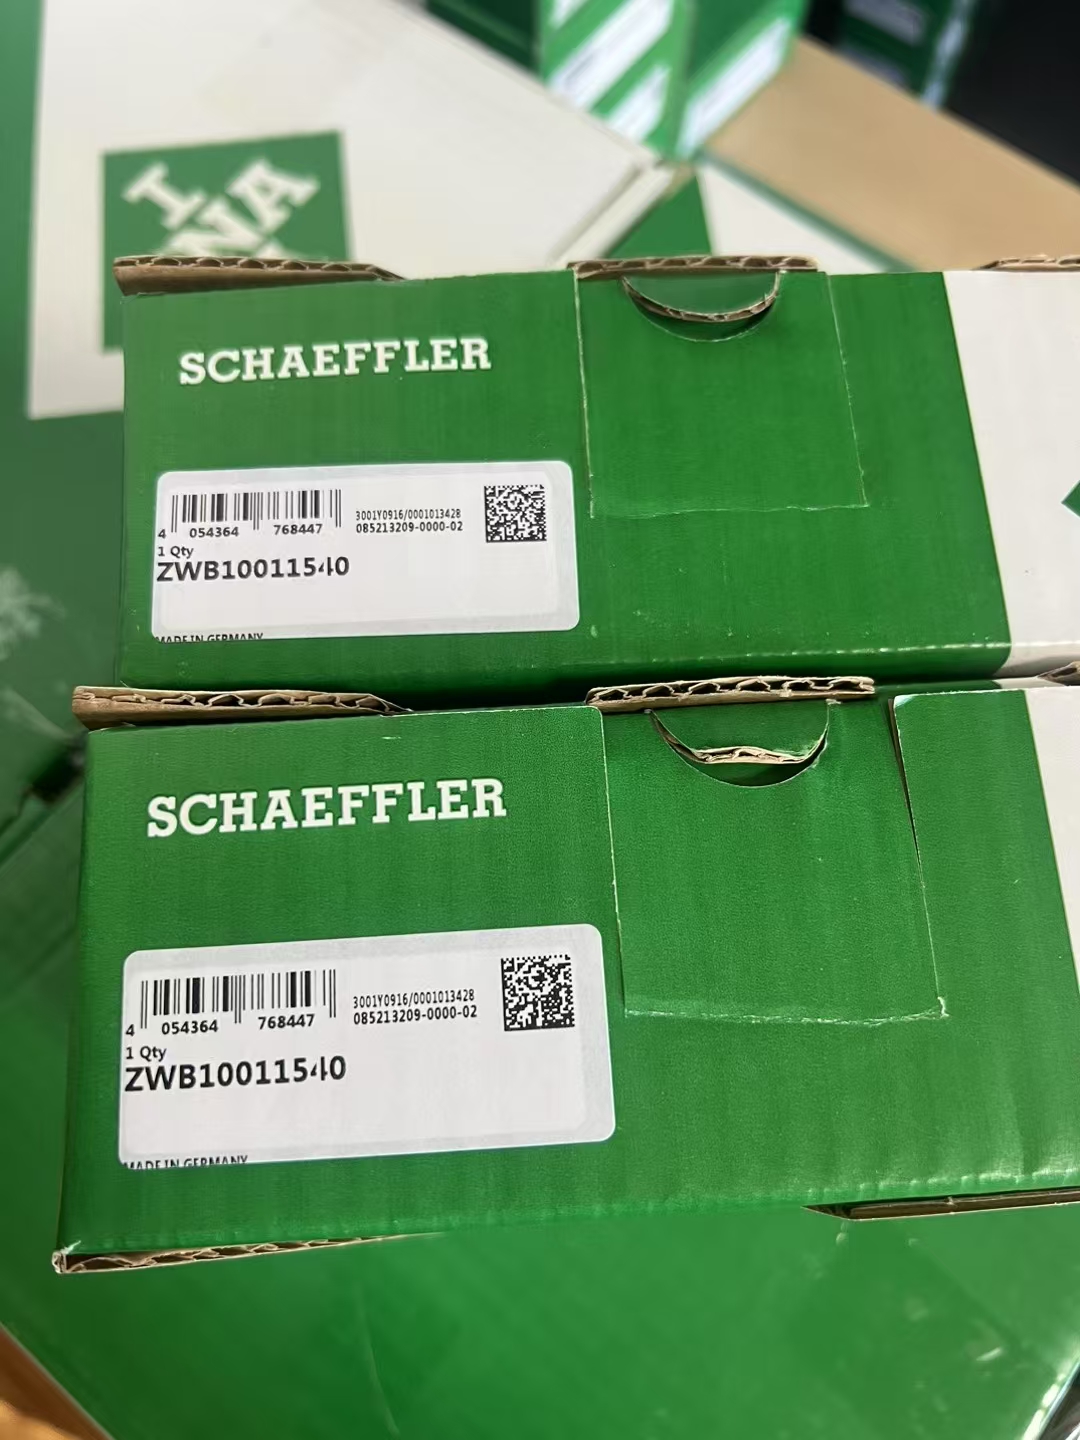 I
NA
SCHAEFFLER
4 054364 768447
3001Y0916/0001013428
085213209-0000-02
1 Qty
ZWB10011540
MADE IN GERMANY
SCHAEFFLER
4 054364 768447
3001Y0916/0001013428
085213209-0000-02
1 Qty
ZWB10011540
MADE IN GERMANY